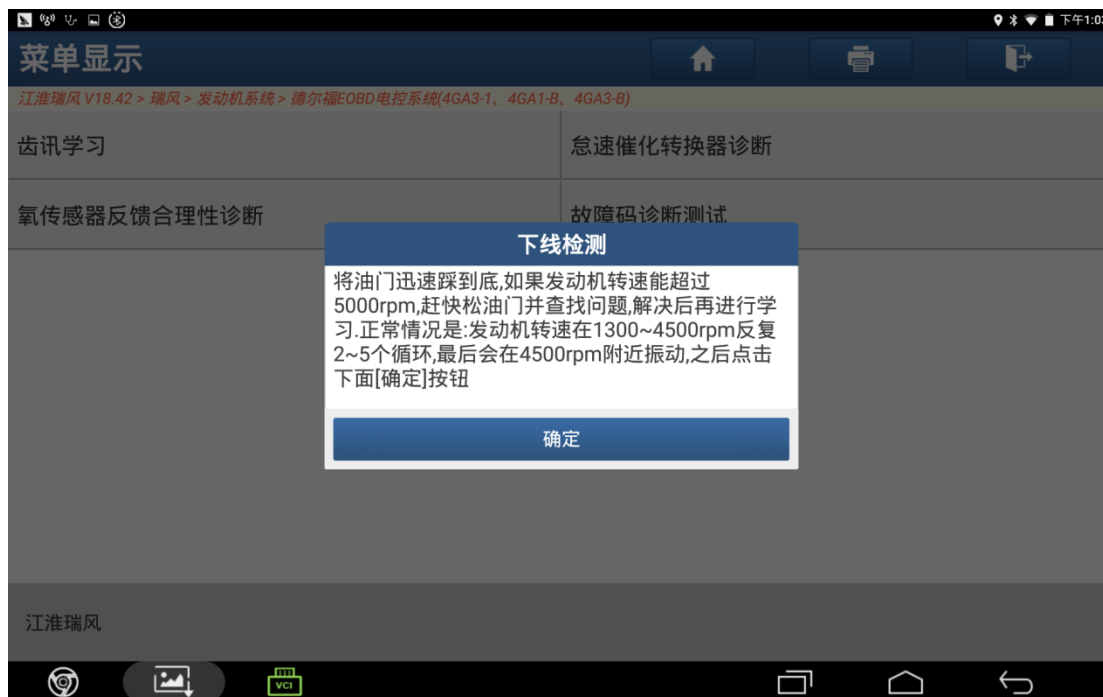 下午1:03
菜单显示
江淮瑞风 V18.42 > 瑞风 > 发动机系统 > 德尔福EOBD电控系统(4GA3-1、4GA1-B、4GA3-B)
齿讯学习
怠速催化转换器诊断
氧传感器反馈合理性诊断
故障码诊断测试
下线检测
将油门迅速踩到底,如果发动机转速能超过
5000rpm,赶快松油门并查找问题,解决后再进行学
习.正常情况是:发动机转速在1300~4500rpm反复
2~5个循环,最后会在4500rpm附近振动,之后点击
下面[确定]按钮
确定
江淮瑞风
VCI